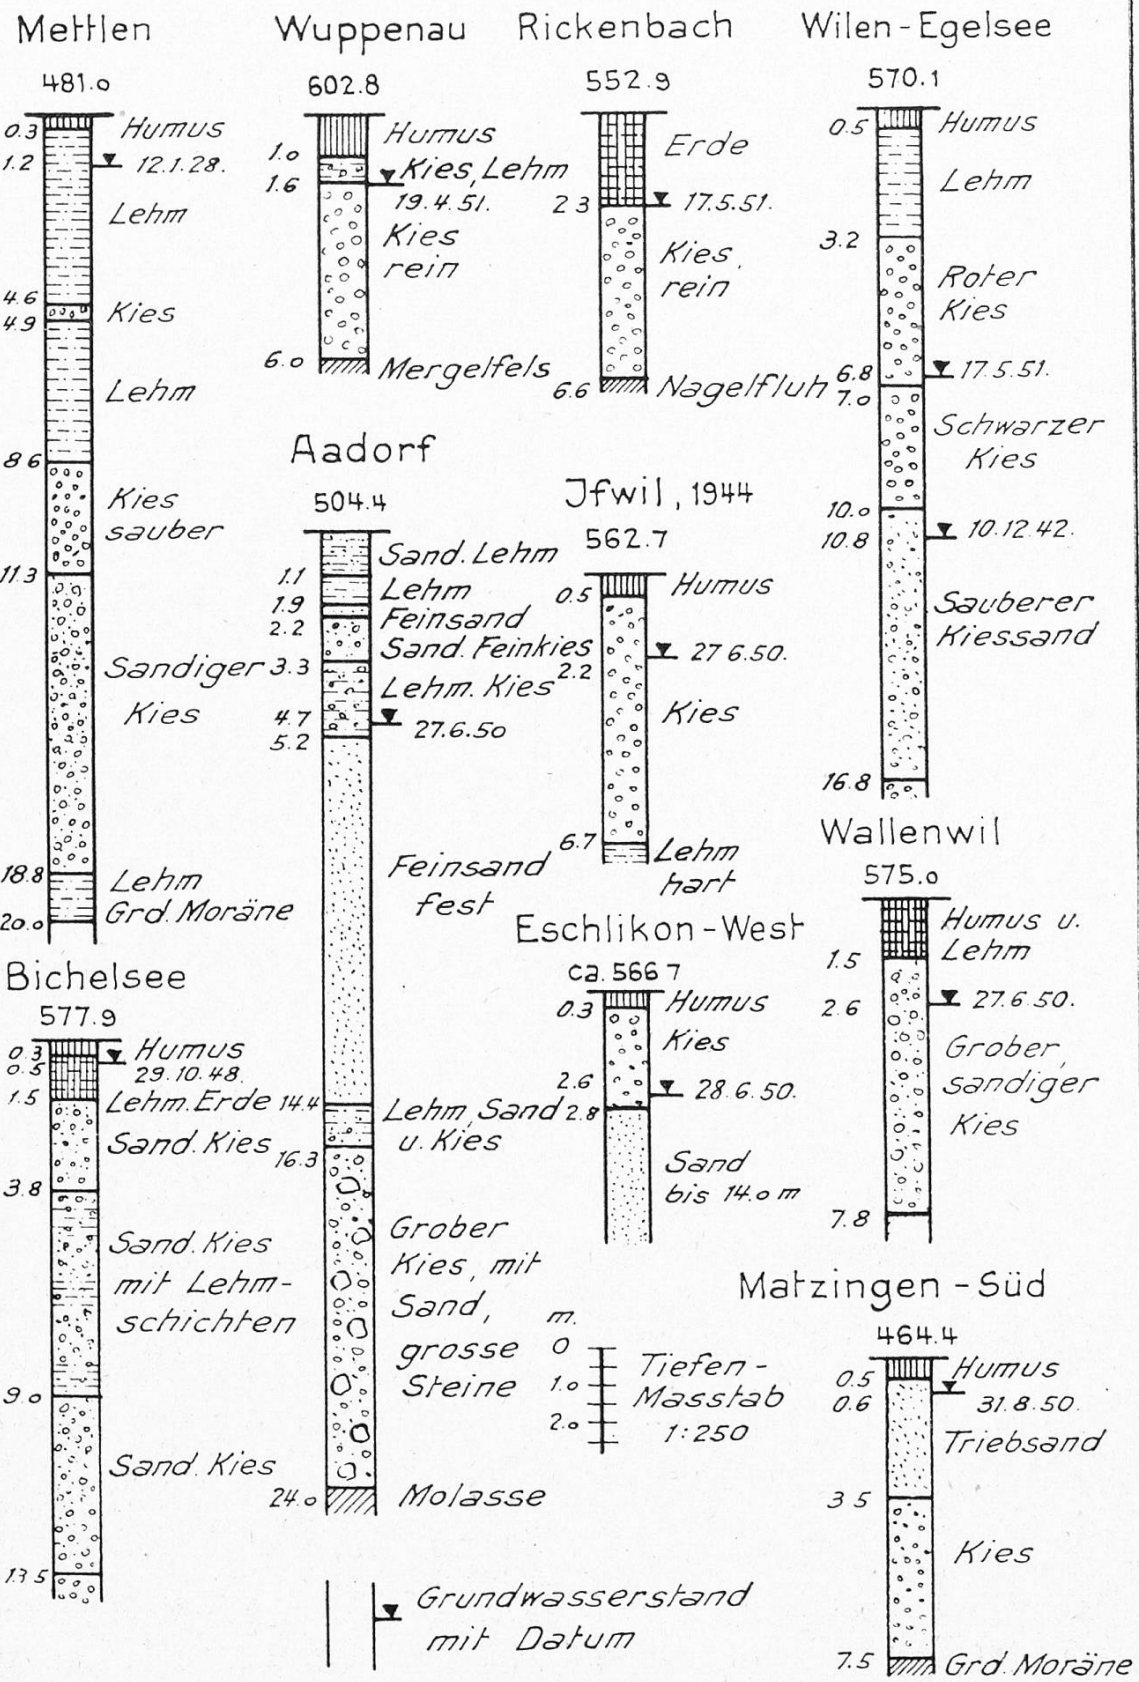 Mettlen
481.0
0.3
Humus
1.2
12.1.28.
Lehm
4.6
Kies
4.9
Lehm
8 6
Kies
sauber
11.3
Sandiger
Kies
18.8
Lehm
Grd. Moräne
20.0
Bichelsee
577.9
0.3
Humus
0.5
29.10.48.
1.5
Lehm. Erde
Sand. Kies
3.8
Sand. Kies
mit Lehm-
schichten
9.0
Sand. Kies
13 5
Wuppenau
602.8
Humus
1.0
Kies, Lehm
1.6
19.4.51.
Kies
rein
6.0
Mergelfels
Aadorf
504.4
Sand. Lehm
1.1
Lehm
1.9
Feinsand
2.2
Sand. Feinkies
3.3
Lehm. Kies
4.7
27.6.50
5.2
Feinsand
fest
14.4
Lehm, Sand
u. Kies
16.3
Grober
Kies, mit
Sand,
grosse
Steine
24.0
Molasse
Grundwasserstand
mit Datum
Rickenbach
552.9
Erde
2 3
17.5.51.
Kies,
rein
6.6
Nagelfluh
Jfwil, 1944
562.7
0.5
Humus
27 6.50.
2.2
Kies
6.7
Lehm
hart
Eschlikon-West
ca. 566 7
0.3
Humus
Kies
2.6
28.6.50.
2.8
Sand
bis 14.0 m
m.
0
1.0
2.0
Tiefen-
Masstab
1:250
Wilen-Egelsee
570.1
0.5
Humus
Lehm
3.2
Roter
Kies
6.8
17.5.51.
7.0
Schwarzer
Kies
10.0
10.8
10.12.42.
Sauberer
Kiessand
16.8
Wallenwil
575.0
Humus u.
Lehm
1.5
2.6
27.6.50.
Grober,
sandiger
Kies
7.8
Matzingen-Süd
464.4
0.5
Humus
0.6
31.8.50.
Triebsand
3 5
Kies
7.5
Grd. Moräne